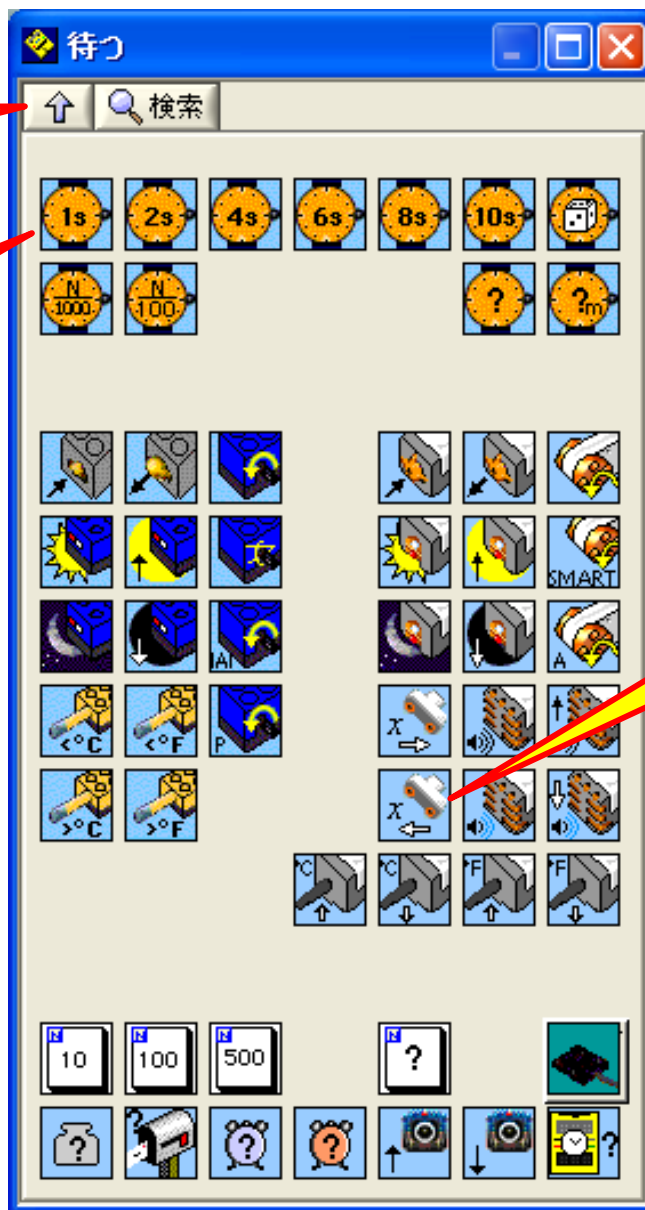 待つ
検索
1s 2s 4s 6s 8s 10s
N/1000 N/100 ? ?m
SMART
|A| A
<°C <°F P x
>°C >°F x
°C °C °F °F
N 10 N 100 N 500 N ?
? ? ? ? ?